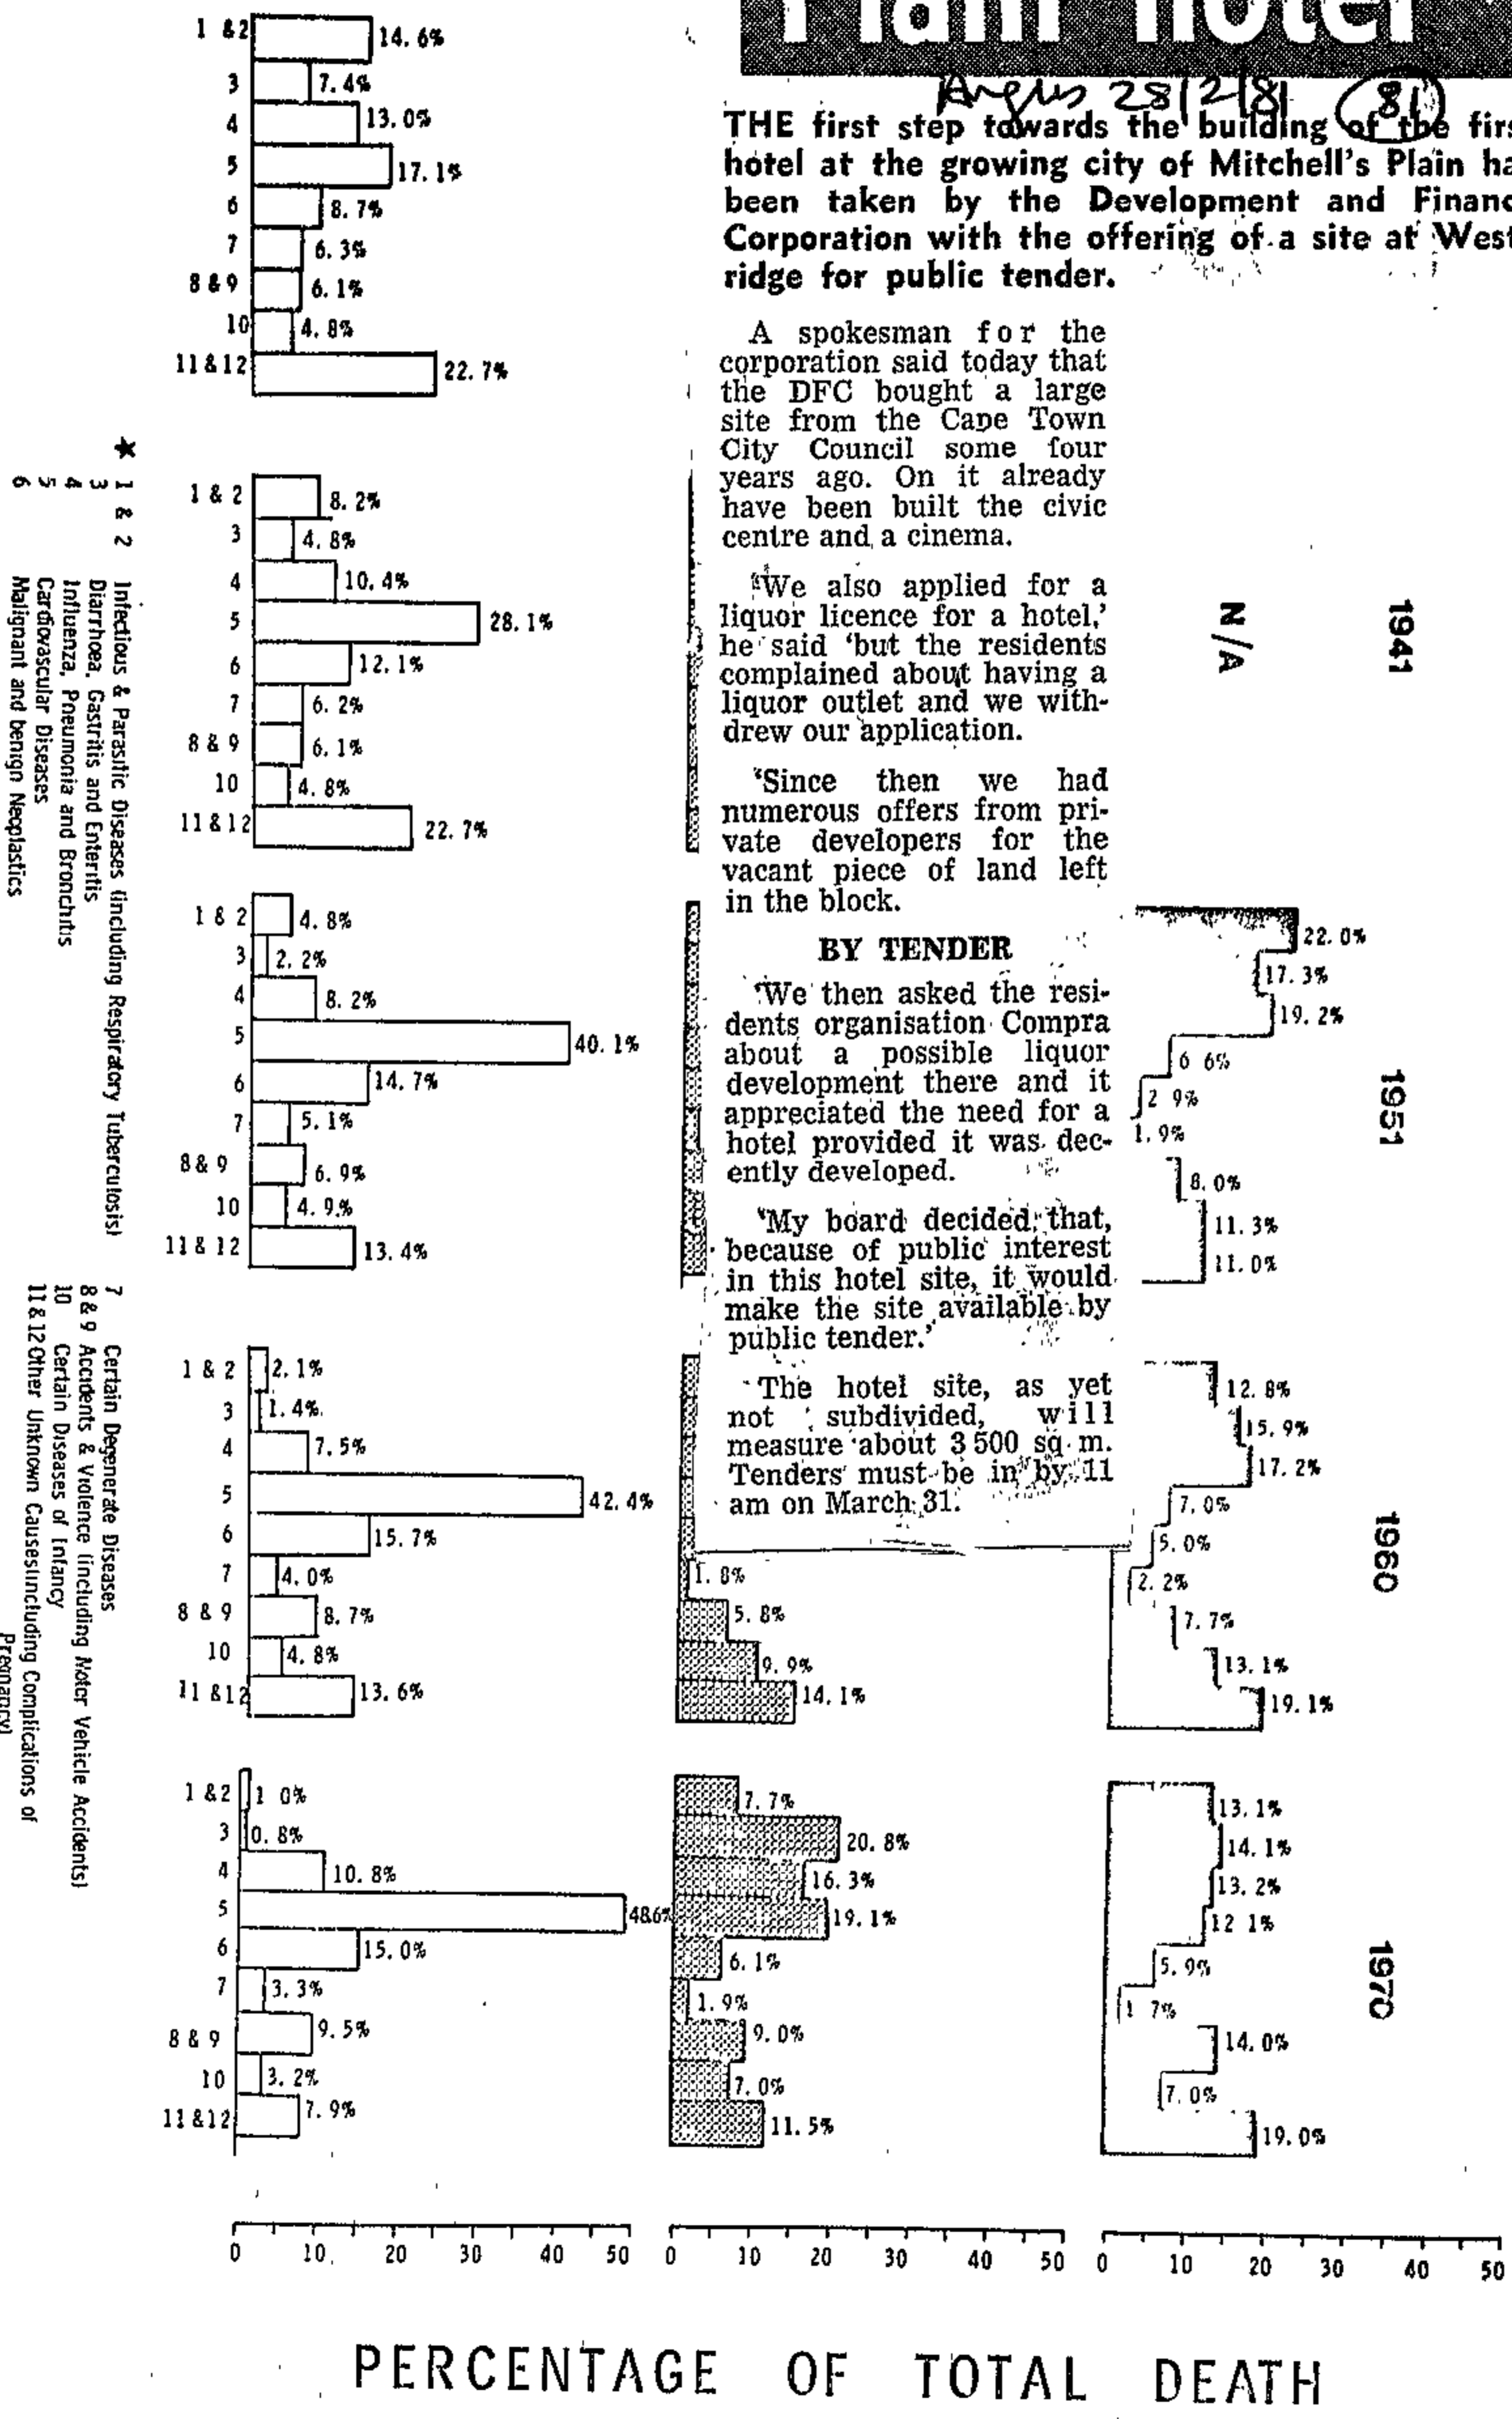 Plain hotel
Argus 28/2/81 (81)
THE first step towards the building of the firs
hotel at the growing city of Mitchell's Plain ha
been taken by the Development and Financ
Corporation with the offering of a site at West
ridge for public tender.
A spokesman for the
corporation said today that
the DFC bought a large
site from the Cape Town
City Council some four
years ago. On it already
have been built the civic
centre and a cinema.
'We also applied for a
liquor licence for a hotel,'
he said 'but the residents
complained about having a
liquor outlet and we with-
drew our application.
'Since then we had
numerous offers from pri-
vate developers for the
vacant piece of land left
in the block.
BY TENDER
'We then asked the resi-
dents organisation Compra
about a possible liquor
development there and it
appreciated the need for a
hotel provided it was dec-
ently developed.
'My board decided that,
because of public interest
in this hotel site, it would
make the site available by
public tender.'
The hotel site, as yet
not subdivided, will
measure about 3 500 sq m.
Tenders must be in by 11
am on March 31.
1 & 2 14.6%
3 7.4%
4 13.0%
5 17.1%
6 8.7%
7 6.3%
8 & 9 6.1%
10 4.8%
11 & 12 22.7%
1 & 2 8.2%
3 4.8%
4 10.4%
5 28.1%
6 12.1%
7 6.2%
8 & 9 6.1%
10 4.8%
11 & 12 22.7%
1941
N/A
1 & 2 4.8%
3 2.2%
4 8.2%
5 40.1%
6 14.7%
7 5.1%
8 & 9 6.9%
10 4.9%
11 & 12 13.4%
22.0%
17.3%
19.2%
6 6%
2 9%
1.9%
8.0%
11.3%
11.0%
1951
1 & 2 2.1%
3 1.4%
4 7.5%
5 42.4%
6 15.7%
7 4.0%
8 & 9 8.7%
10 4.8%
11 & 12 13.6%
1.8%
5.8%
9.9%
14.1%
12.8%
15.9%
17.2%
7.0%
5.0%
2.2%
7.7%
13.1%
19.1%
1960
1 & 2 1 0%
3 0.8%
4 10.8%
5 48.6%
6 15.0%
7 3.3%
8 & 9 9.5%
10 3.2%
11 & 12 7.9%
7.7%
20.8%
16.3%
19.1%
6.1%
1.9%
9.0%
7.0%
11.5%
13.1%
14.1%
13.2%
12 1%
5.9%
1 7%
14.0%
7.0%
19.0%
1970
0 10 20 30 40 50
0 10 20 30 40 50
0 10 20 30 40 50
PERCENTAGE OF TOTAL DEATH
★ 1 & 2 Infectious & Parasitic Diseases (including Respiratory Tuberculosis)
3 Diarrhoea, Gastritis and Enteritis
4 Influenza, Pneumonia and Bronchitis
5 Cardiovascular Diseases
6 Malignant and benign Neoplastics
7 Certain Degenerate Diseases
8 & 9 Accidents & Violence (including Motor Vehicle Accidents)
10 Certain Diseases of Infancy
11 & 12 Other Unknown Causes(including Complications of
Pregnancy)